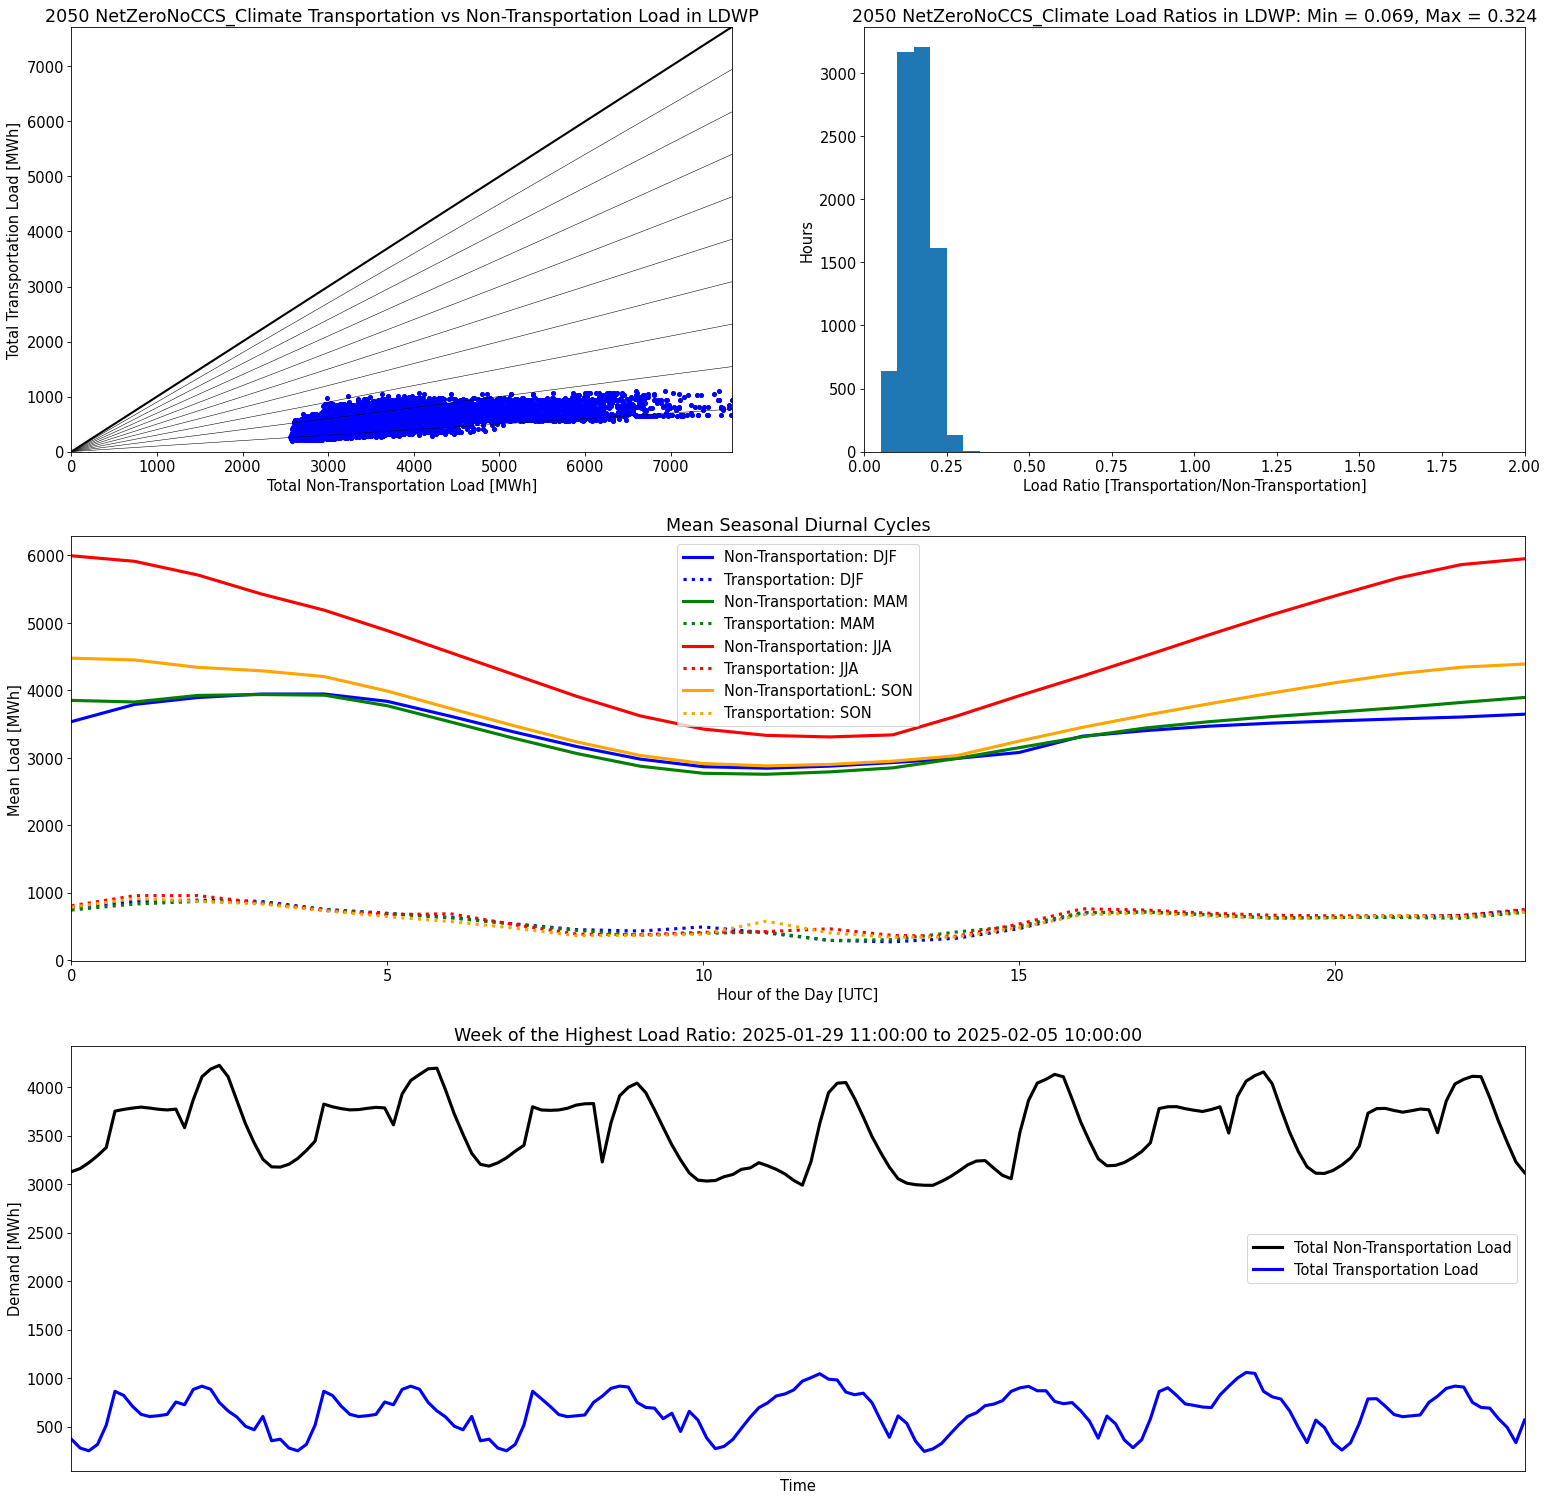 2050 NetZeroNoCCS_Climate Transportation vs Non-Transportation Load in LDWP
Total Transportation Load [MWh]
7000
6000
5000
4000
3000
2000
1000
0
0 1000 2000 3000 4000 5000 6000 7000
Total Non-Transportation Load [MWh]
2050 NetZeroNoCCS_Climate Load Ratios in LDWP: Min = 0.069, Max = 0.324
Hours
3000
2500
2000
1500
1000
500
0
0.00 0.25 0.50 0.75 1.00 1.25 1.50 1.75 2.00
Load Ratio [Transportation/Non-Transportation]
Mean Seasonal Diurnal Cycles
Mean Load [MWh]
6000
5000
4000
3000
2000
1000
0
Non-Transportation: DJF
Transportation: DJF
Non-Transportation: MAM
Transportation: MAM
Non-Transportation: JJA
Transportation: JJA
Non-TransportationL: SON
Transportation: SON
0 5 10 15 20
Hour of the Day [UTC]
Week of the Highest Load Ratio: 2025-01-29 11:00:00 to 2025-02-05 10:00:00
Demand [MWh]
4000
3500
3000
2500
2000
1500
1000
500
Total Non-Transportation Load
Total Transportation Load
Time